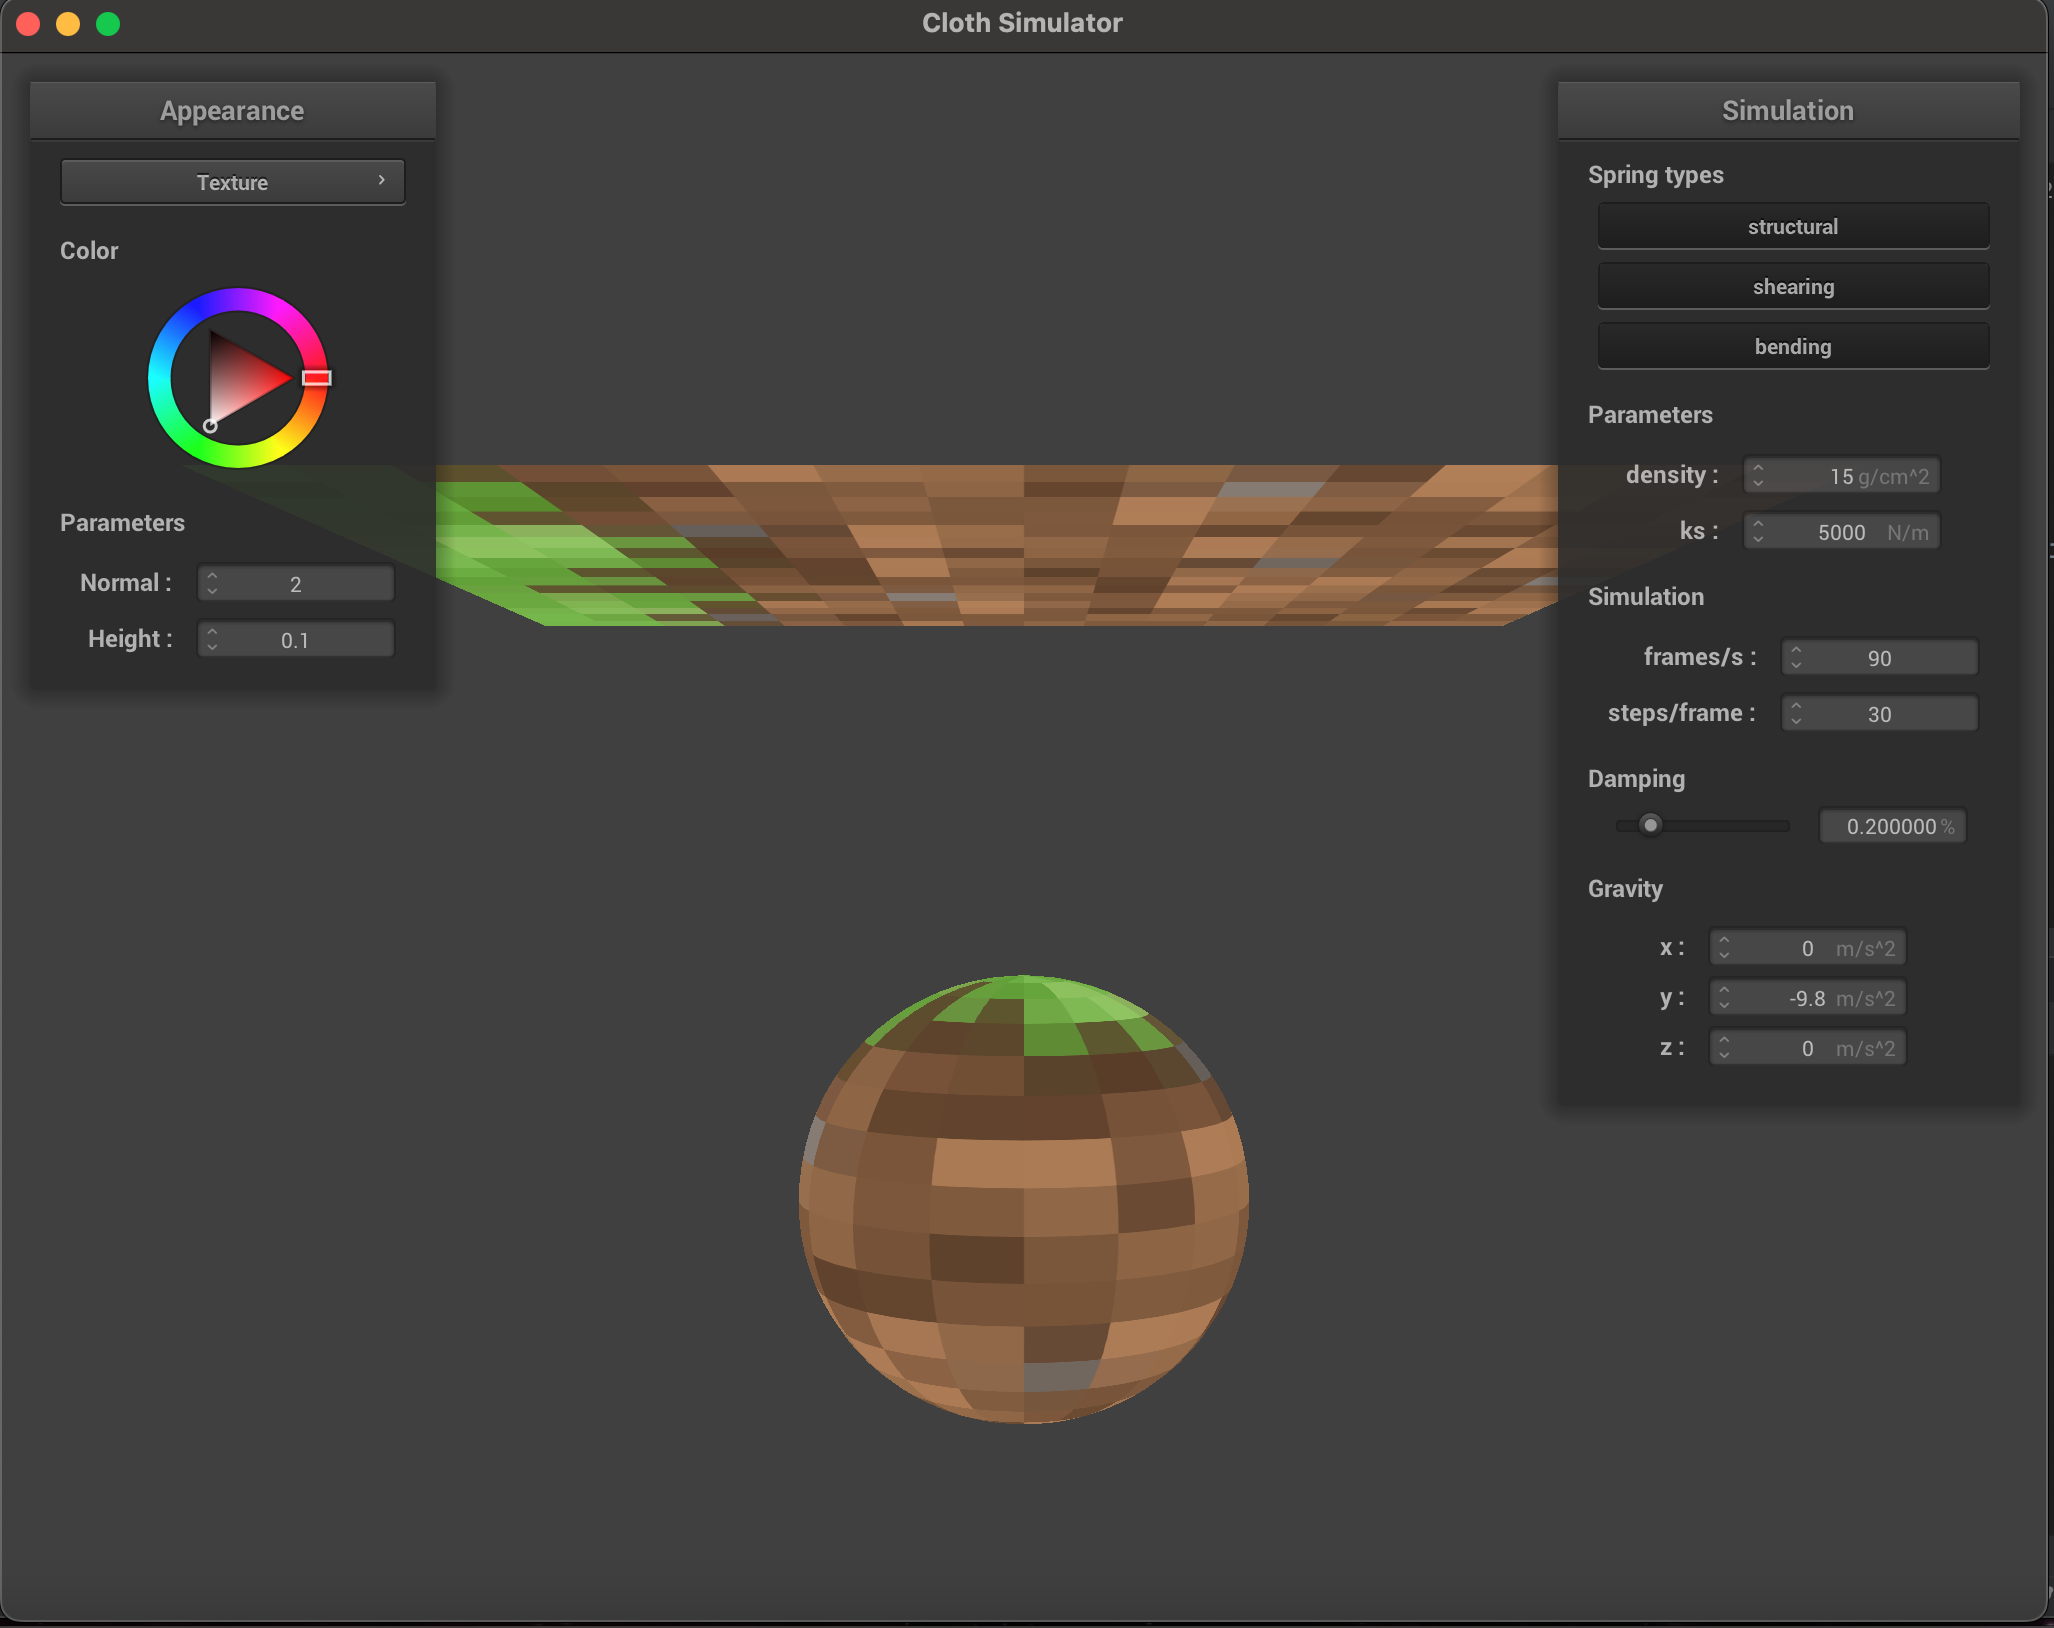 Cloth Simulator
Appearance
Texture
Color
Parameters
Normal : 2
Height : 0.1
Simulation
Spring types
structural
shearing
bending
Parameters
density : 15 g/cm^2
ks : 5000 N/m
Simulation
frames/s : 90
steps/frame : 30
Damping
0.200000 %
Gravity
x : 0 m/s^2
y : -9.8 m/s^2
z : 0 m/s^2